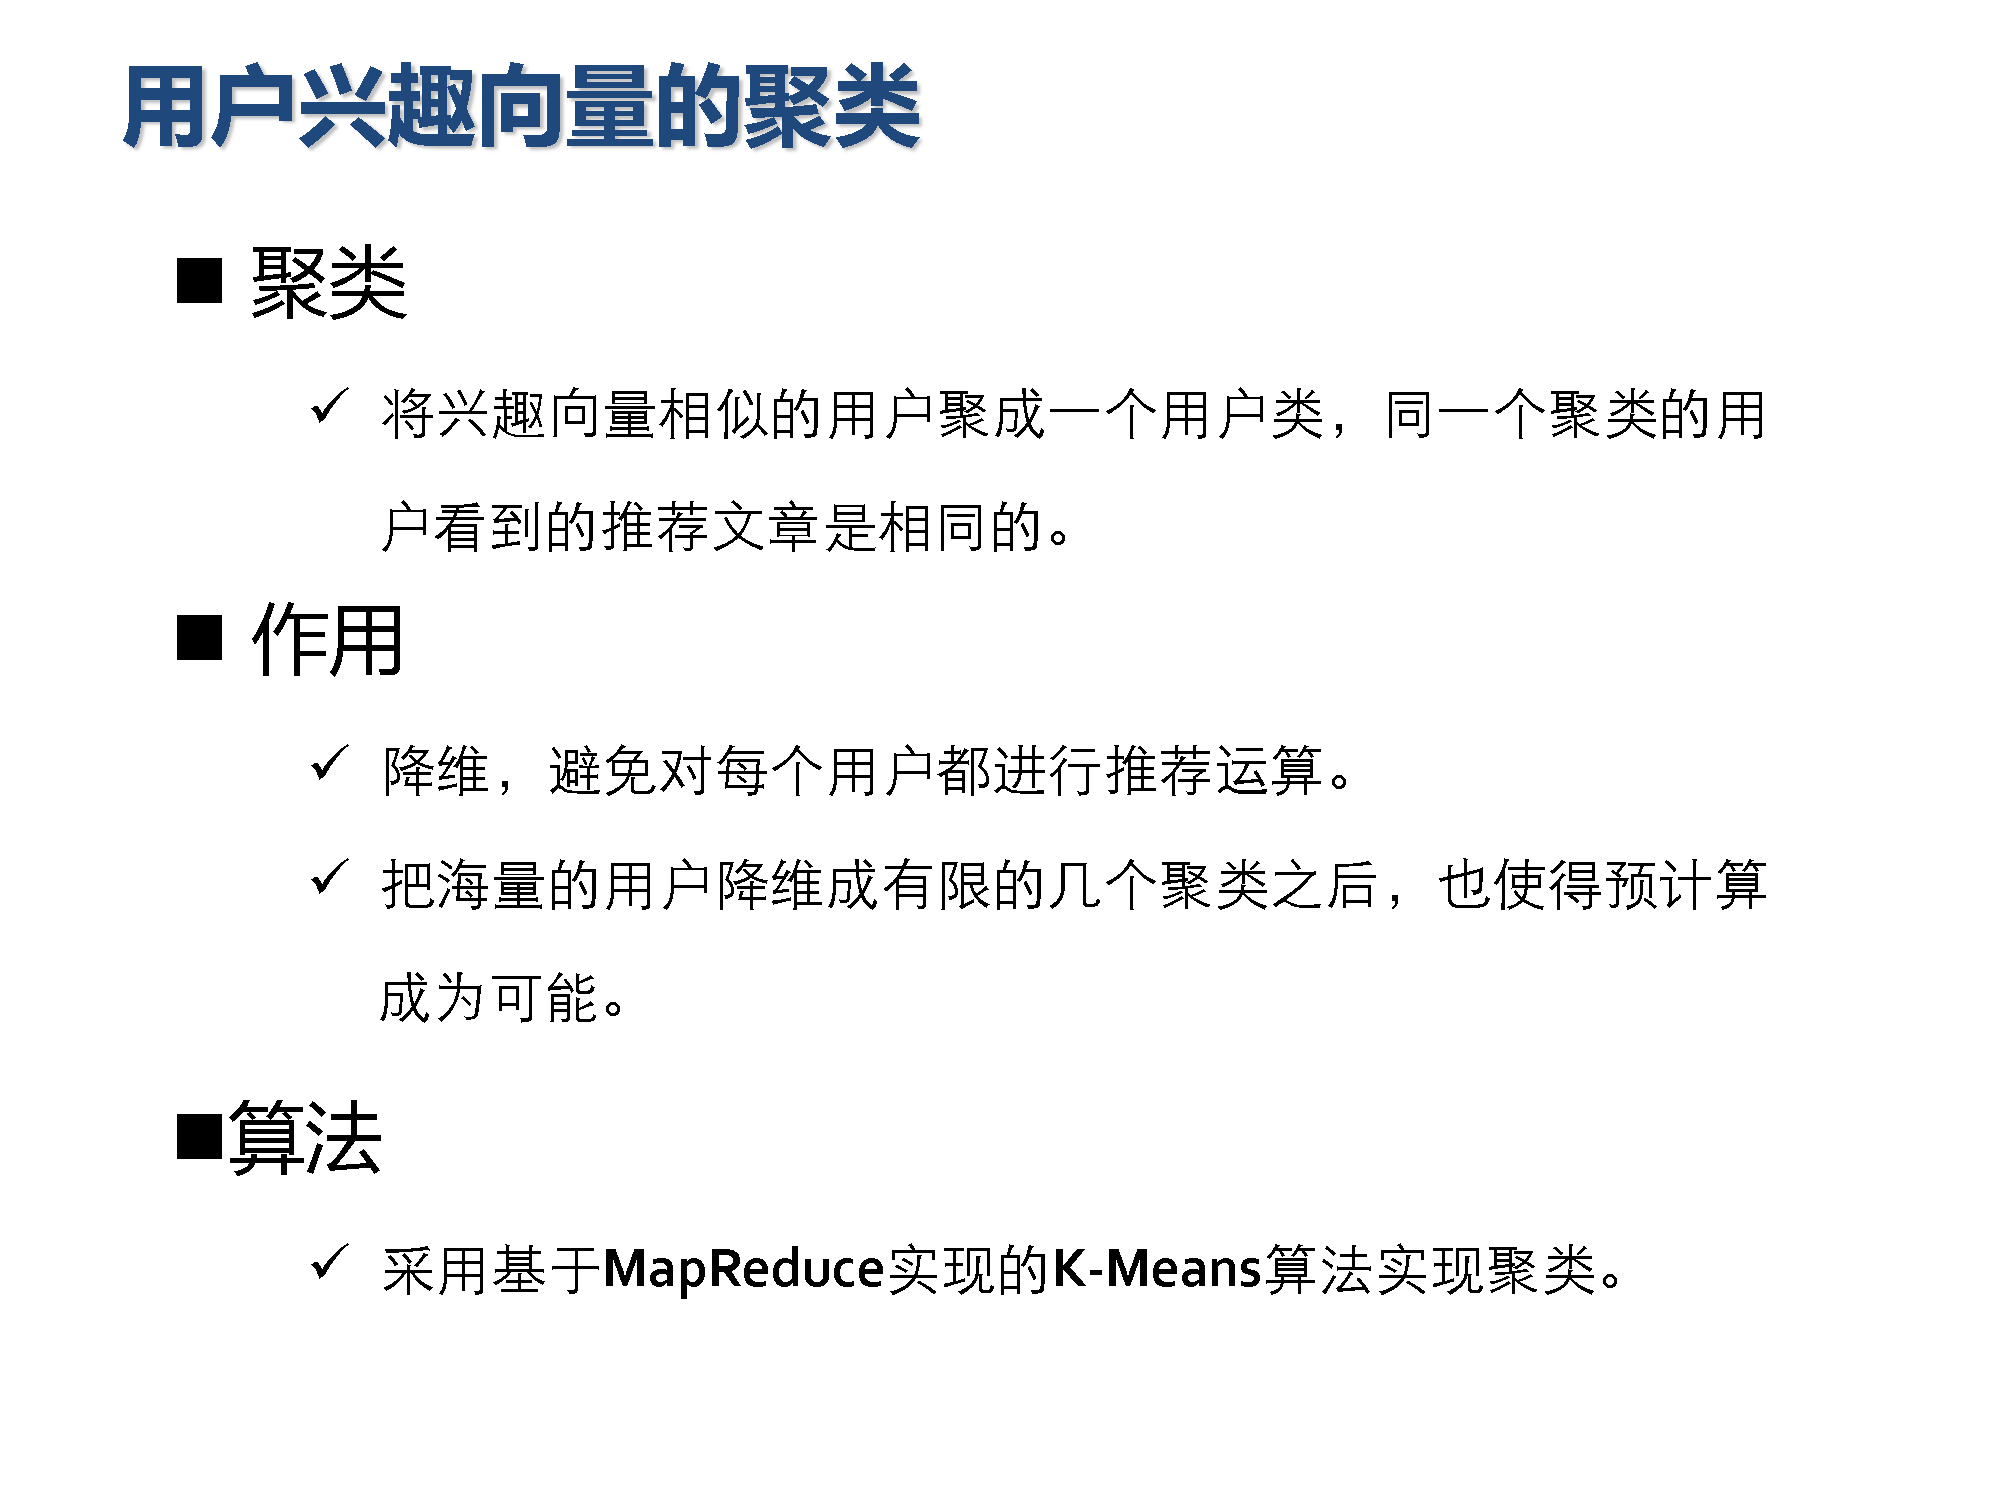 用户兴趣向量的聚类
■ 聚类
✓ 将兴趣向量相似的用户聚成一个用户类，同一个聚类的用
户看到的推荐文章是相同的。
■ 作用
✓ 降维，避免对每个用户都进行推荐运算。
✓ 把海量的用户降维成有限的几个聚类之后，也使得预计算
成为可能。
■算法
✓ 采用基于MapReduce实现的K-Means算法实现聚类。